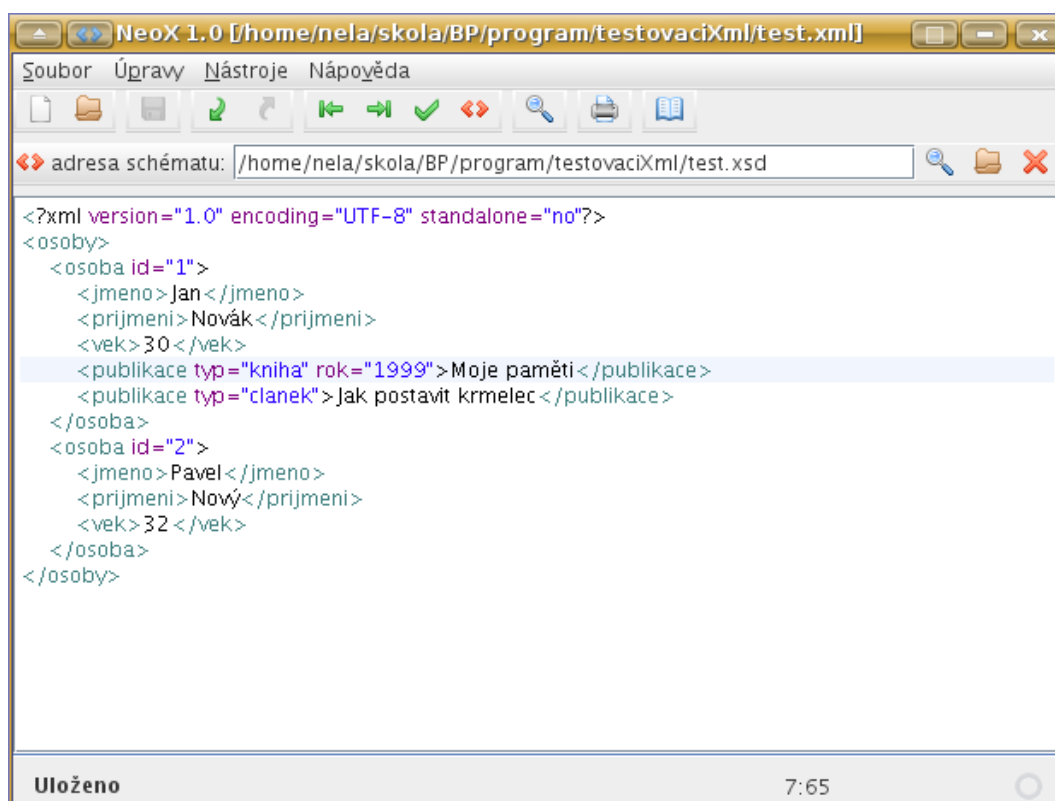 NeoX 1.0 [/home/nela/skola/BP/program/testovaciXml/test.xml]
Soubor Úpravy Nástroje Nápověda
adresa schématu: /home/nela/skola/BP/program/testovaciXml/test.xsd
<?xml version="1.0" encoding="UTF-8" standalone="no"?>
<osoby>
<osoba id="1">
<jmeno>Jan</jmeno>
<prijmeni>Novák</prijmeni>
<vek>30</vek>
<publikace typ="kniha" rok="1999">Moje paměti</publikace>
<publikace typ="clanek">Jak postavit krmelec</publikace>
</osoba>
<osoba id="2">
<jmeno>Pavel</jmeno>
<prijmeni>Nový</prijmeni>
<vek>32</vek>
</osoba>
</osoby>
Uloženo 7:65